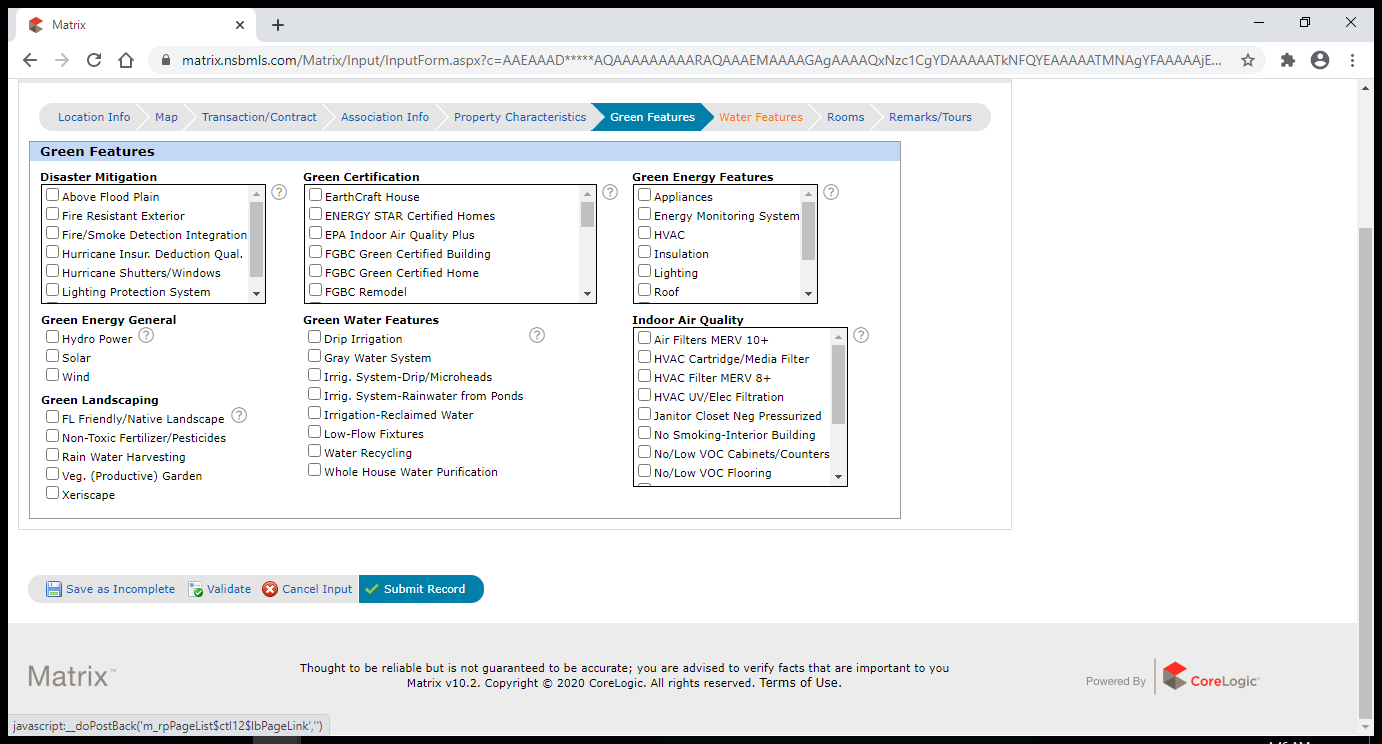 Matrix
matrix.nsbmls.com/Matrix/Input/InputForm.aspx?c=AAEAAAD*****AQAAAAAAAAARAQAAAEMAAAAGAgAAAAQxNzc1CgYDAAAAATkNFQYEAAAAATMNAgYFAAAAAjE...
Location Info
Map
Transaction/Contract
Association Info
Property Characteristics
Green Features
Water Features
Rooms
Remarks/Tours
Green Features
Disaster Mitigation
Above Flood Plain
Fire Resistant Exterior
Fire/Smoke Detection Integration
Hurricane Insur. Deduction Qual.
Hurricane Shutters/Windows
Lighting Protection System
?
Green Certification
EarthCraft House
ENERGY STAR Certified Homes
EPA Indoor Air Quality Plus
FGBC Green Certified Building
FGBC Green Certified Home
FGBC Remodel
?
Green Energy Features
Appliances
Energy Monitoring System
HVAC
Insulation
Lighting
Roof
?
Green Energy General
Hydro Power ?
Solar
Wind
Green Landscaping
FL Friendly/Native Landscape ?
Non-Toxic Fertilizer/Pesticides
Rain Water Harvesting
Veg. (Productive) Garden
Xeriscape
Green Water Features
Drip Irrigation ?
Gray Water System
Irrig. System-Drip/Microheads
Irrig. System-Rainwater from Ponds
Irrigation-Reclaimed Water
Low-Flow Fixtures
Water Recycling
Whole House Water Purification
Indoor Air Quality
Air Filters MERV 10+
HVAC Cartridge/Media Filter
HVAC Filter MERV 8+
HVAC UV/Elec Filtration
Janitor Closet Neg Pressurized
No Smoking-Interior Building
No/Low VOC Cabinets/Counters
No/Low VOC Flooring
?
Save as Incomplete
Validate
Cancel Input
Submit Record
Matrix™
Thought to be reliable but is not guaranteed to be accurate; you are advised to verify facts that are important to you
Matrix v10.2. Copyright © 2020 CoreLogic. All rights reserved. Terms of Use.
Powered By
CoreLogic
javascript:__doPostBack('m_rpPageList$ctl12$lbPageLink','')